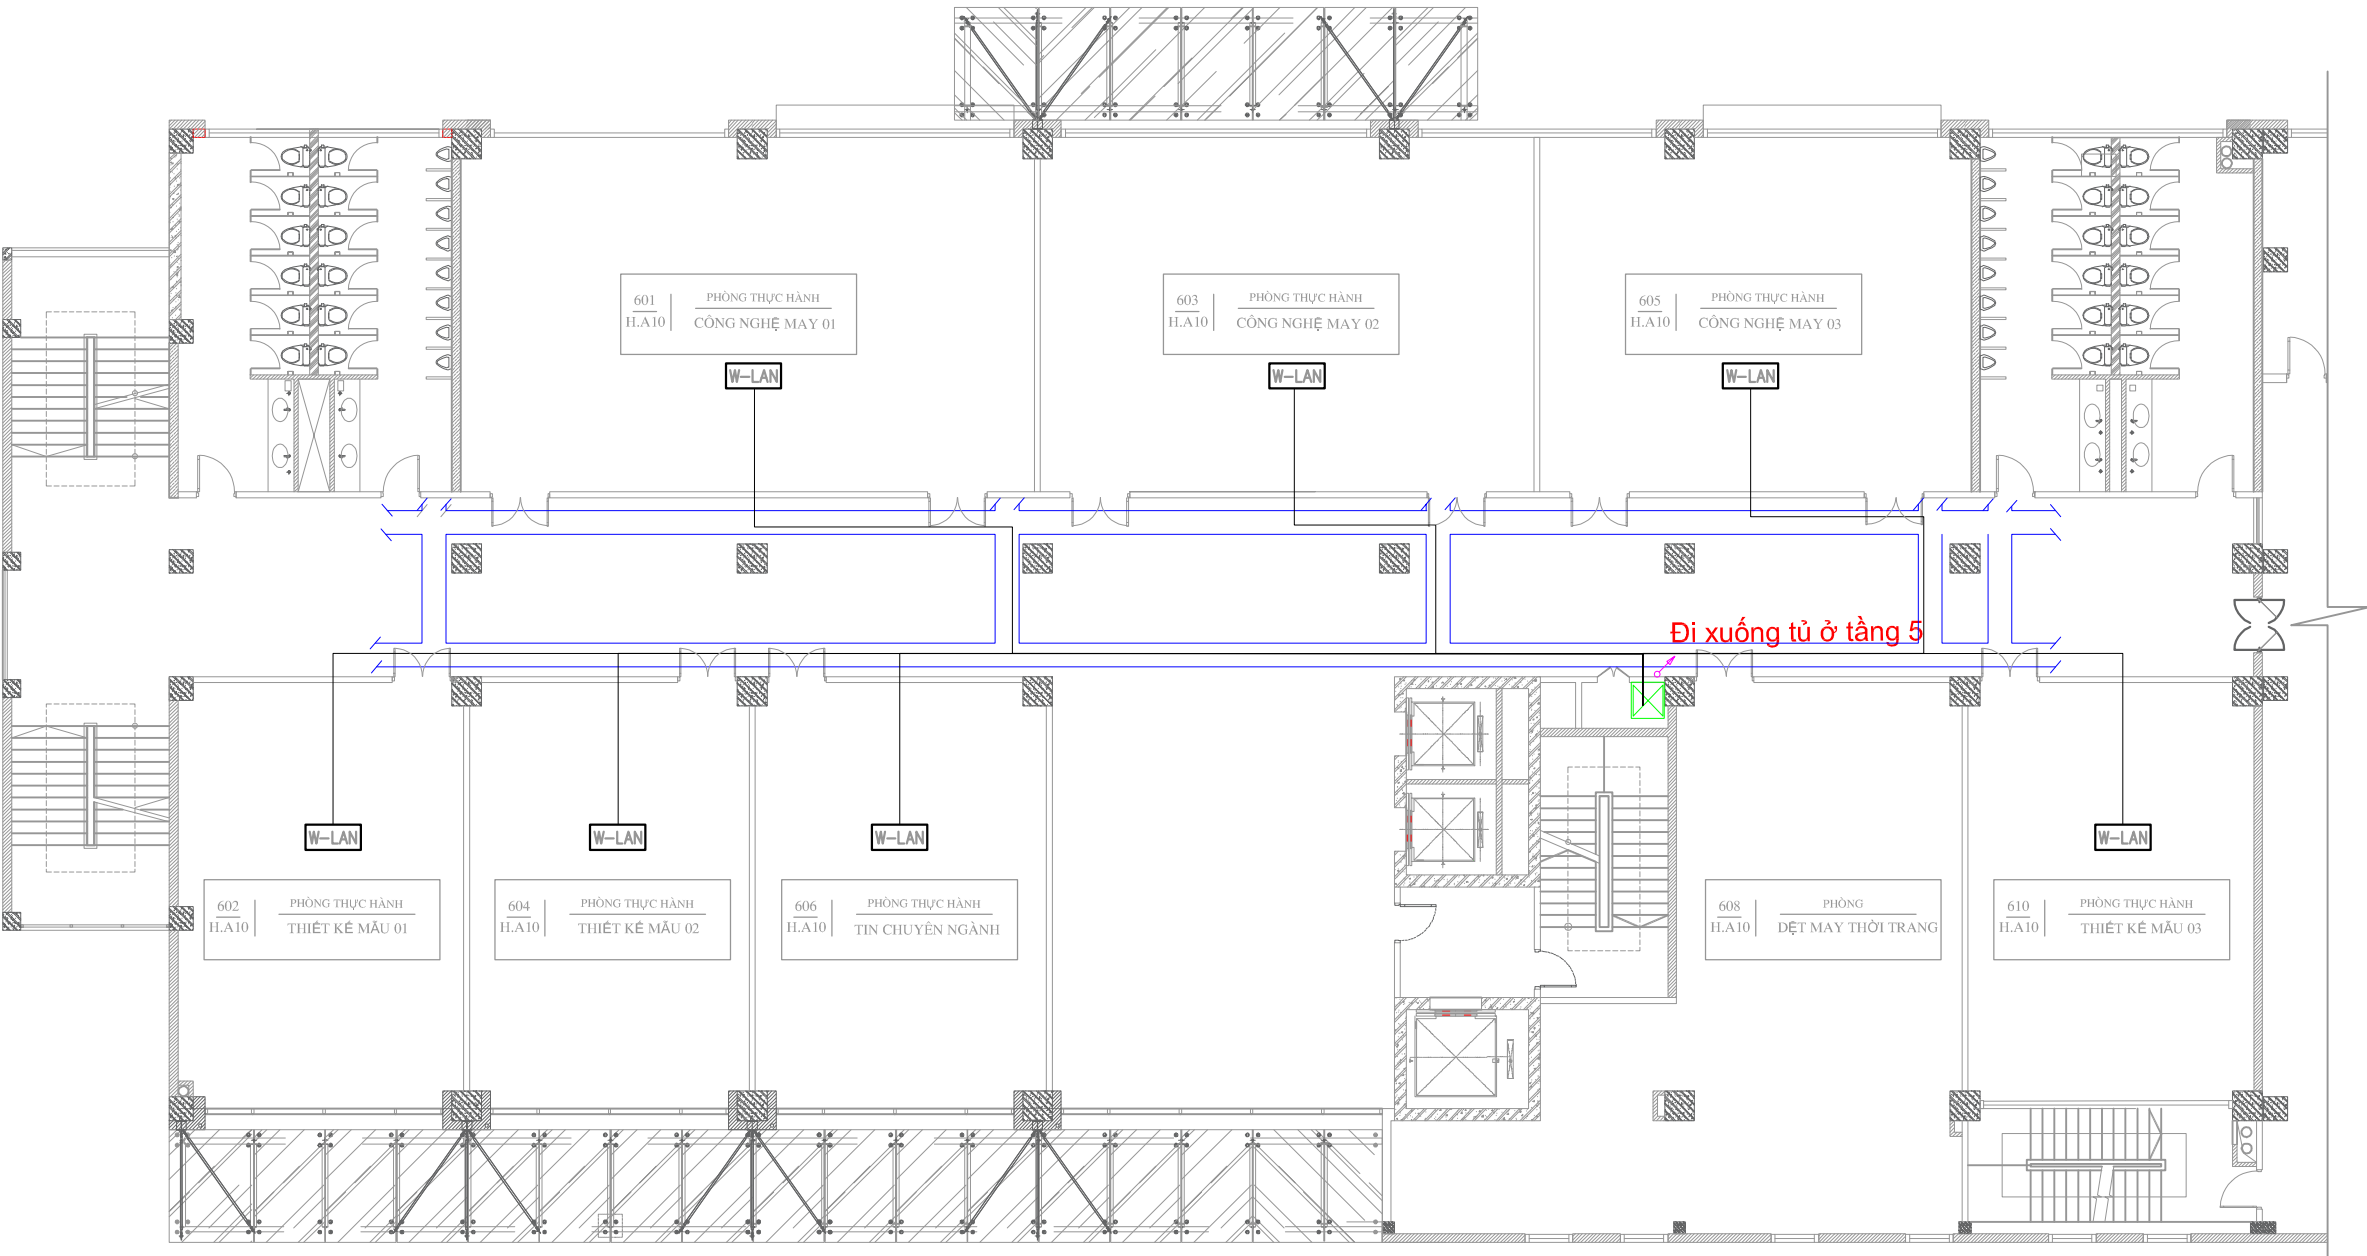 601
H.A10
PHÒNG THỰC HÀNH
CÔNG NGHỆ MAY 01
W-LAN
603
H.A10
PHÒNG THỰC HÀNH
CÔNG NGHỆ MAY 02
W-LAN
605
H.A10
PHÒNG THỰC HÀNH
CÔNG NGHỆ MAY 03
W-LAN
Đi xuống tủ ở tầng 5
W-LAN
602
H.A10
PHÒNG THỰC HÀNH
THIẾT KẾ MẪU 01
W-LAN
604
H.A10
PHÒNG THỰC HÀNH
THIẾT KẾ MẪU 02
W-LAN
606
H.A10
PHÒNG THỰC HÀNH
TIN CHUYÊN NGÀNH
608
H.A10
PHÒNG
DỆT MAY THỜI TRANG
W-LAN
610
H.A10
PHÒNG THỰC HÀNH
THIẾT KẾ MẪU 03